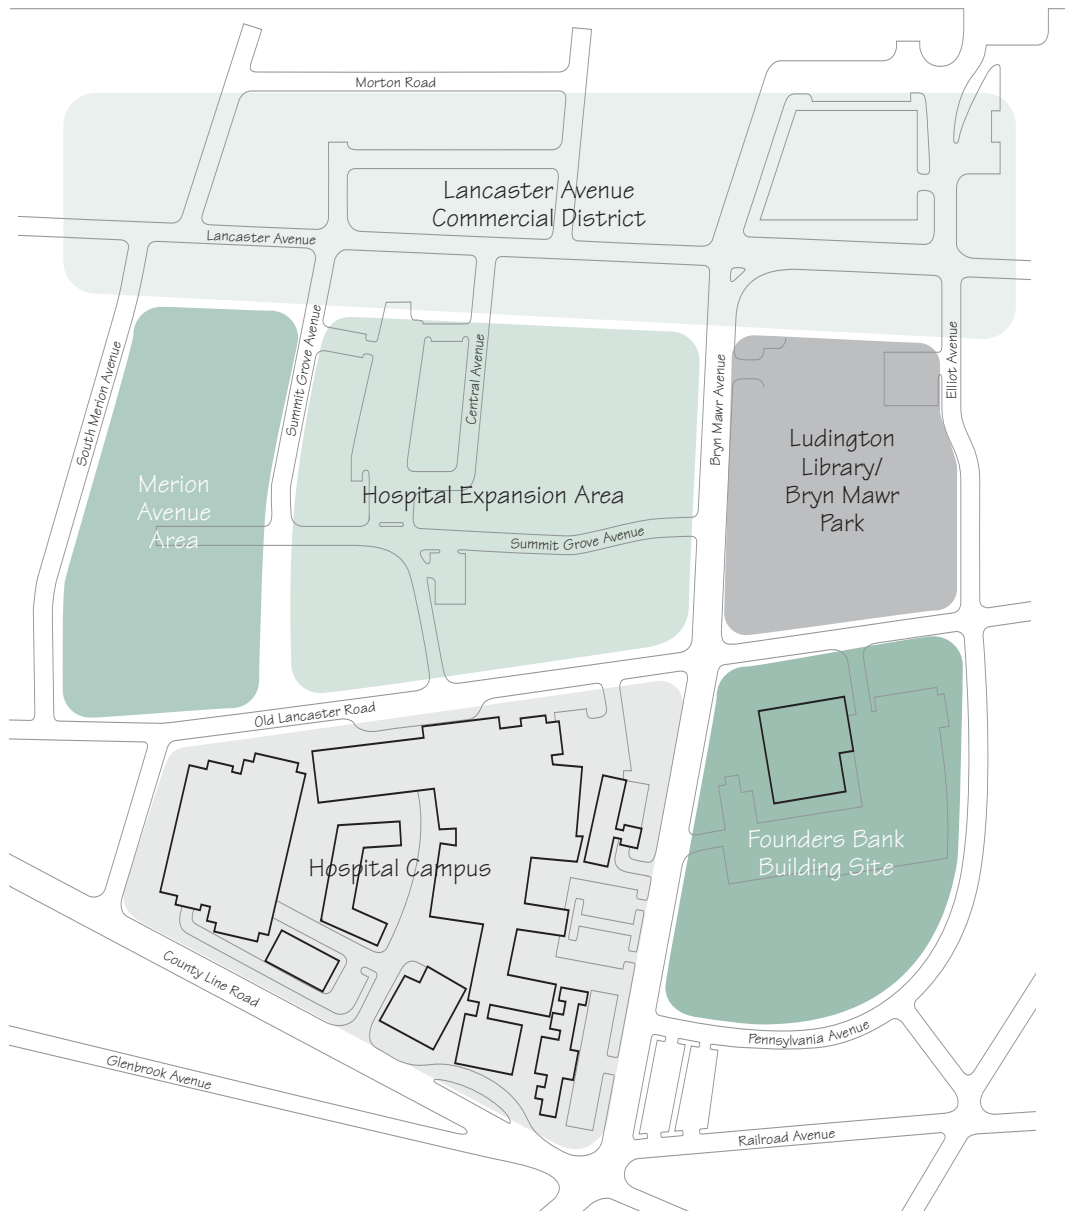 Morton Road
Lancaster Avenue
Commercial District
Lancaster Avenue
South Merion Avenue
Summit Grove Avenue
Central Avenue
Bryn Mawr Avenue
Elliot Avenue
Merion
Avenue
Area
Hospital Expansion Area
Ludington
Library/
Bryn Mawr
Park
Summit Grove Avenue
Old Lancaster Road
Hospital Campus
Founders Bank
Building Site
County Line Road
Pennsylvania Avenue
Glenbrook Avenue
Railroad Avenue